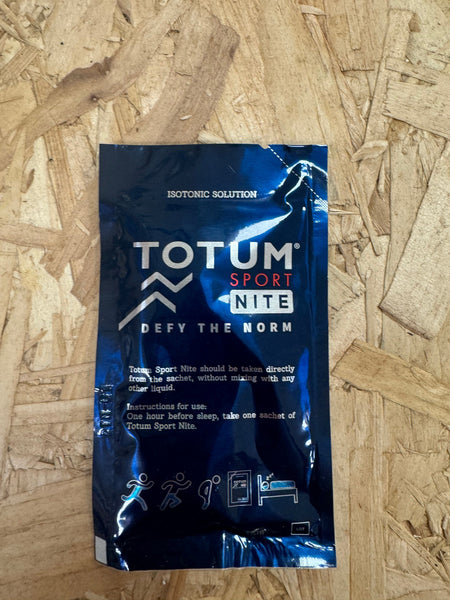 ISOTONIC SOLUTION
TOTUM®
SPORT
NITE
DEFY THE NORM
Totum Sport Nite should be taken directly
from the sachet, without mixing with any
other liquid.
Instructions for use:
One hour before sleep, take one sachet of
Totum Sport Nite.